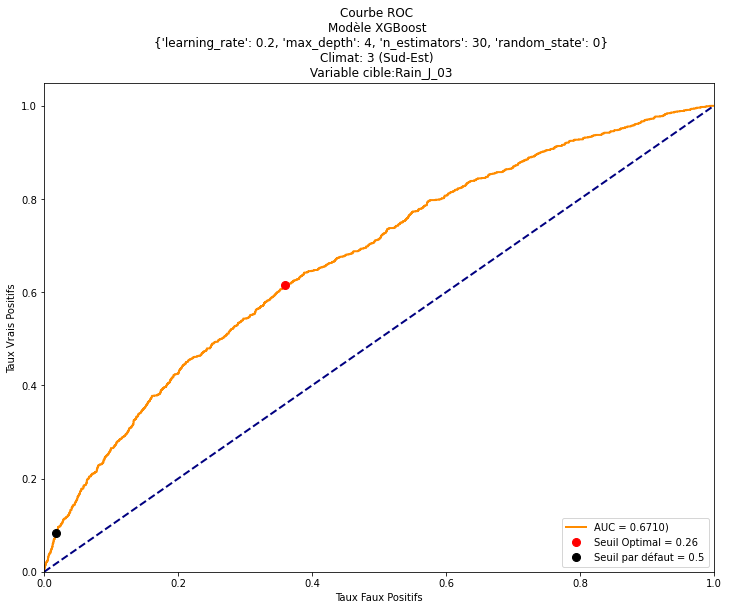 Courbe ROC
Modèle XGBoost
{'learning_rate': 0.2, 'max_depth': 4, 'n_estimators': 30, 'random_state': 0}
Climat: 3 (Sud-Est)
Variable cible:Rain_J_03
1.0
0.8
0.6
0.4
0.2
0.0
Taux Vrais Positifs
0.0 0.2 0.4 0.6 0.8 1.0
Taux Faux Positifs
AUC = 0.6710)
Seuil Optimal = 0.26
Seuil par défaut = 0.5